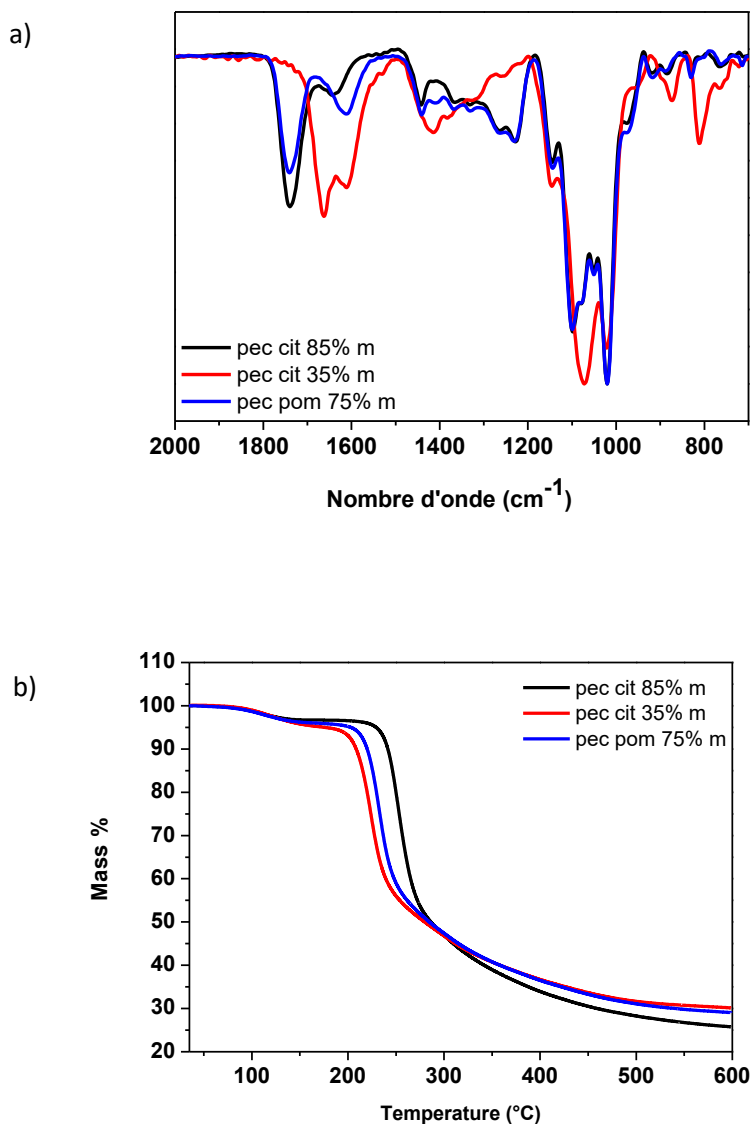 a)
pec cit 85% m
pec cit 35% m
pec pom 75% m
2000 1800 1600 1400 1200 1000 800
Nombre d'onde (cm-1)
b)
110
100
90
80
70
60
50
40
30
20
Mass %
pec cit 85% m
pec cit 35% m
pec pom 75% m
100 200 300 400 500 600
Temperature (°C)